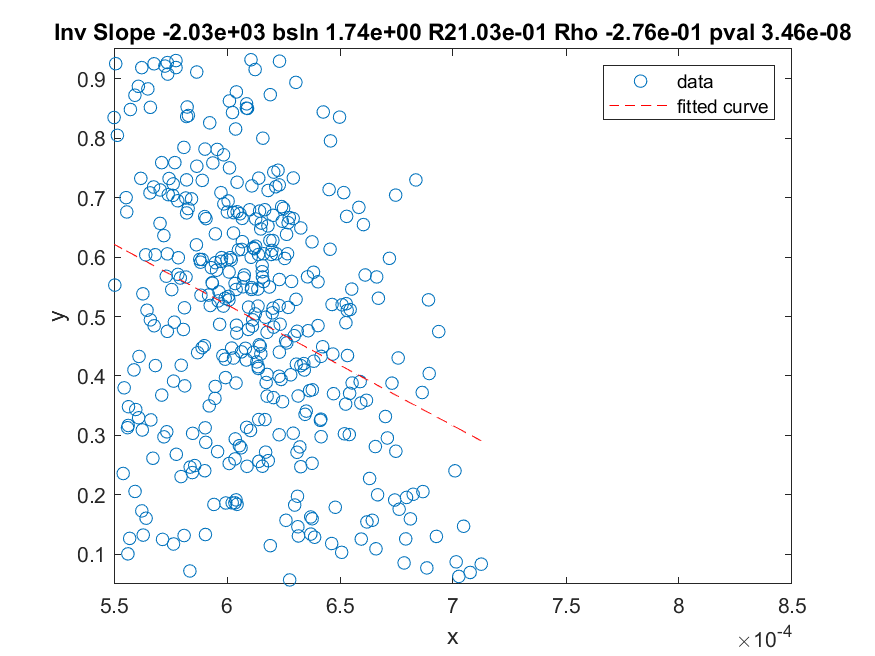 Inv Slope -2.03e+03 bsln 1.74e+00 R21.03e-01 Rho -2.76e-01 pval 3.46e-08
data
fitted curve
0.9
0.8
0.7
0.6
0.5
0.4
0.3
0.2
0.1
y
5.5 6 6.5 7 7.5 8 8.5
x
×10-4